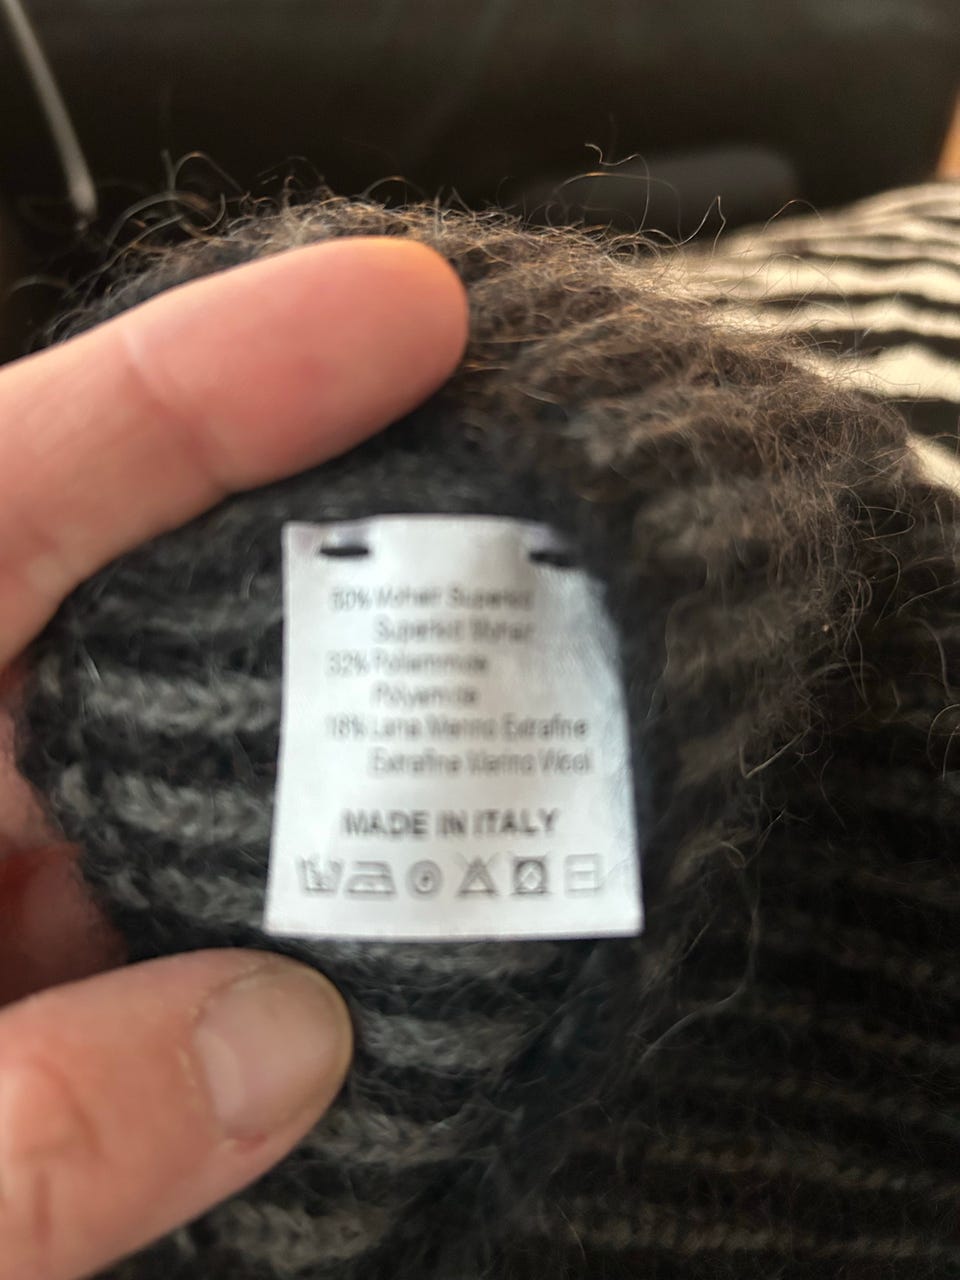 50% Mohair Superkid
Superkid Mohair
32% Poliammide
Polyamide
18% Lana Merino Extrafine
Extrafine Merino Wool
MADE IN ITALY